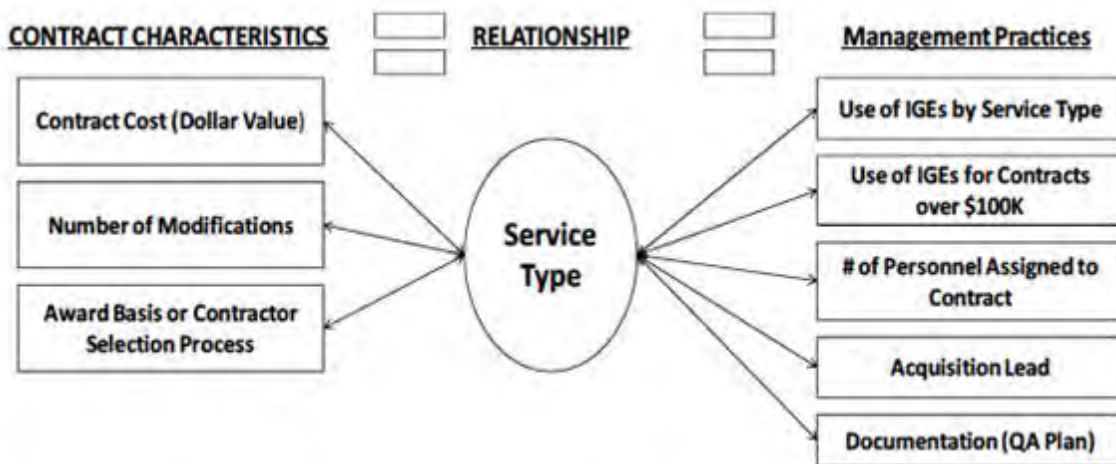 CONTRACT CHARACTERISTICS
RELATIONSHIP
Management Practices
Contract Cost (Dollar Value)
Number of Modifications
Award Basis or Contractor
Selection Process
Service
Type
Use of IGEs by Service Type
Use of IGEs for Contracts
over $100K
# of Personnel Assigned to
Contract
Acquisition Lead
Documentation (QA Plan)